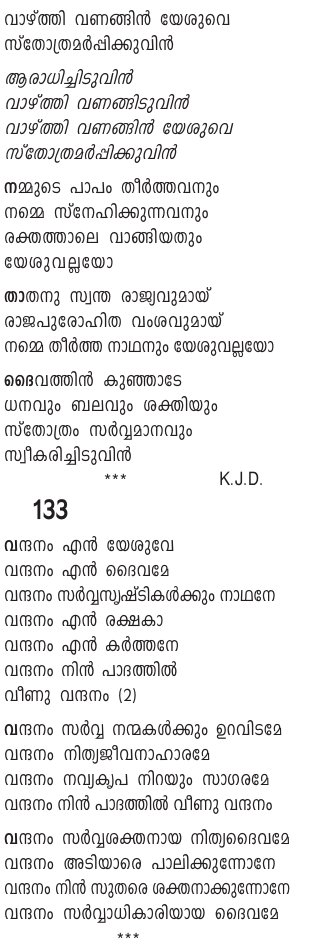 വാഴ്ത്തി വണങ്ങിൻ യേശുവെ
സ്തോത്രമർപ്പിക്കുവിൻ
ആരാധിച്ചിടുവിൻ
വാഴ്ത്തി വണങ്ങിടുവിൻ
വാഴ്ത്തി വണങ്ങിൻ യേശുവെ
സ്തോത്രമർപ്പിക്കുവിൻ
നമ്മുടെ പാപം തീർത്തവനും
നമ്മെ സ്നേഹിക്കുന്നവനും
രക്തത്താലെ വാങ്ങിയതും
യേശുവല്ലയോ
താതനു സ്വന്ത രാജ്യവുമായ്
രാജപുരോഹിത വംശവുമായ്
നമ്മെ തീർത്ത നാഥനും യേശുവല്ലയോ
ദൈവത്തിൻ കുഞ്ഞാടേ
ധനവും ബലവും ശക്തിയും
സ്തോത്രം സർവ്വമാനവും
സ്വീകരിച്ചിടുവിൻ
*** K.J.D.
133
വന്ദനം എൻ യേശുവേ
വന്ദനം എൻ ദൈവമേ
വന്ദനം സർവ്വസൃഷ്ടികൾക്കും നാഥനേ
വന്ദനം എൻ രക്ഷകാ
വന്ദനം എൻ കർത്തനേ
വന്ദനം നിൻ പാദത്തിൽ
വീണു വന്ദനം (2)
വന്ദനം സർവ്വ നന്മകൾക്കും ഉറവിടമേ
വന്ദനം നിത്യജീവനാഹാരമേ
വന്ദനം നവ്യകൃപ നിറയും സാഗരമേ
വന്ദനം നിൻ പാദത്തിൽ വീണു വന്ദനം
വന്ദനം സർവശക്തനായ നിത്യദൈവമേ
വന്ദനം അടിയാരെ പാലിക്കുന്നോനേ
വന്ദനം നിൻ സുതരെ ശക്തനാക്കുന്നോനേ
വന്ദനം സർവ്വാധികാരിയായ ദൈവമേ
***